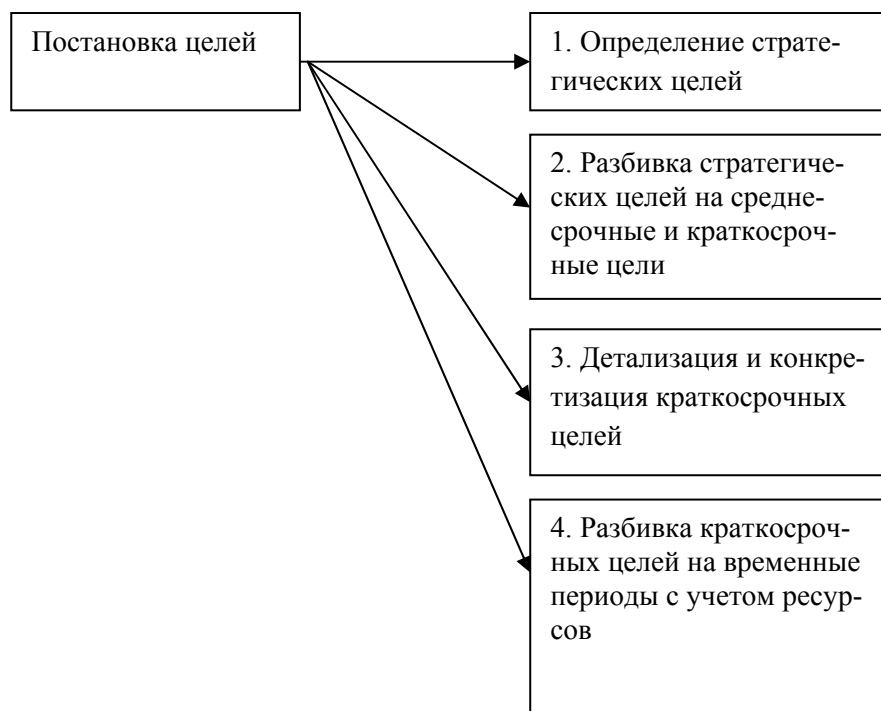 Постановка целей
1. Определение страте-
гических целей
2. Разбивка стратегиче-
ских целей на средне-
срочные и краткосроч-
ные цели
3. Детализация и конкре-
тизация краткосрочных
целей
4. Разбивка краткосроч-
ных целей на временные
периоды с учетом ресур-
сов